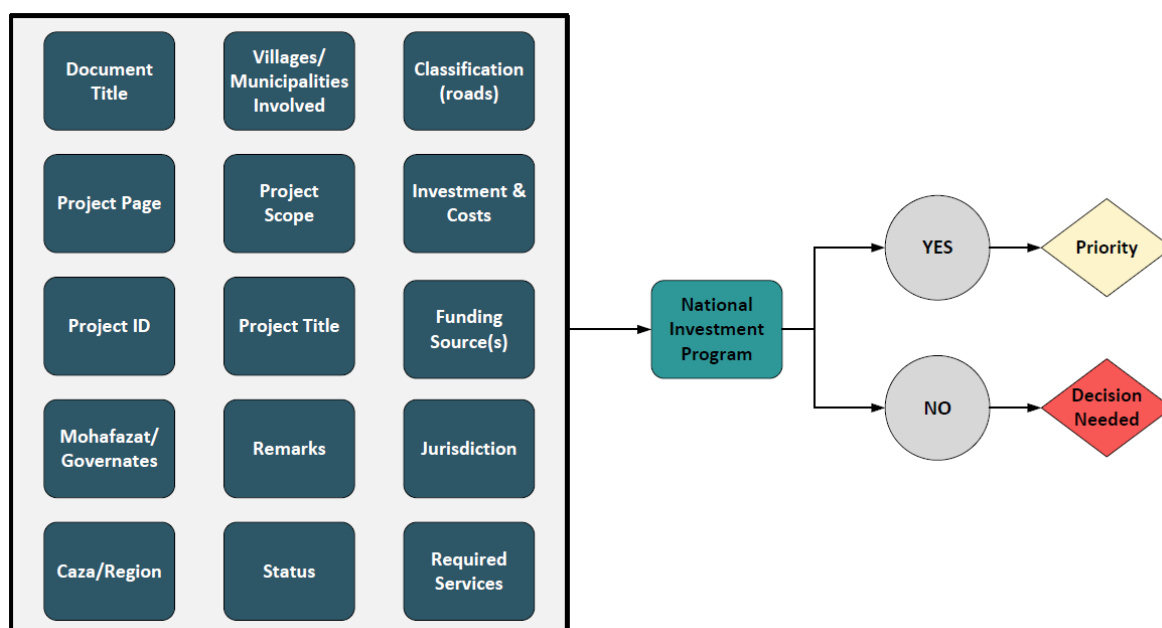 Document
Title
Villages/
Municipalities
Involved
Classification
(roads)
Project Page
Project
Scope
Investment &
Costs
Project ID
Project Title
Funding
Source(s)
Mohafazat/
Governates
Remarks
Jurisdiction
Caza/Region
Status
Required
Services
National
Investment
Program
YES
Priority
NO
Decision
Needed